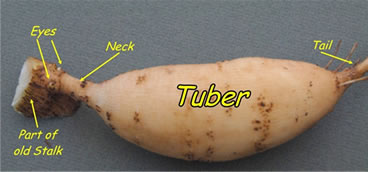 Eyes
Neck
Tail
Tuber
Part of
old Stalk